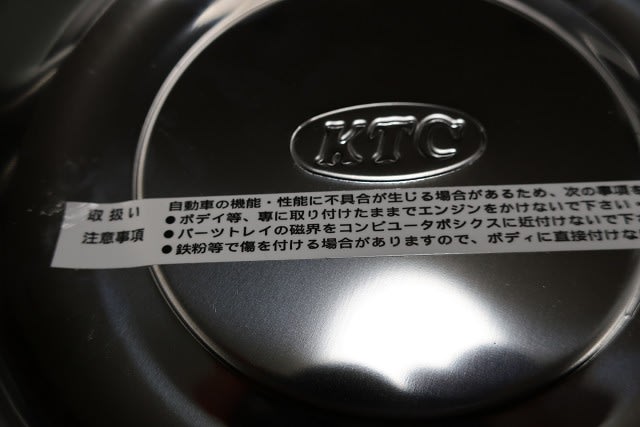 KTC
取扱い
注意事項
自動車の機能・性能に不具合が生じる場合があるため、次の事項を
●ボデイ等、車に取り付けたままでエンジンをかけないで下さい
●パーツトレイの磁界をコンピュータボックスに近付けないで下
●鉄粉等で傷を付ける場合がありますので、ボディに直接付けな